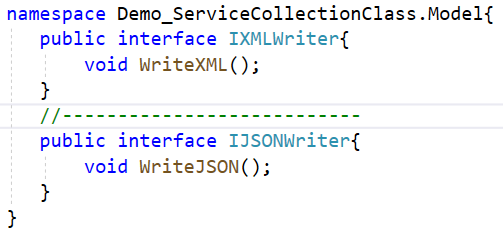 namespace Demo_ServiceCollectionClass.Model{
public interface IXMLWriter{
void WriteXML();
}
//---------------------------
public interface IJSONWriter{
void WriteJSON();
}
}